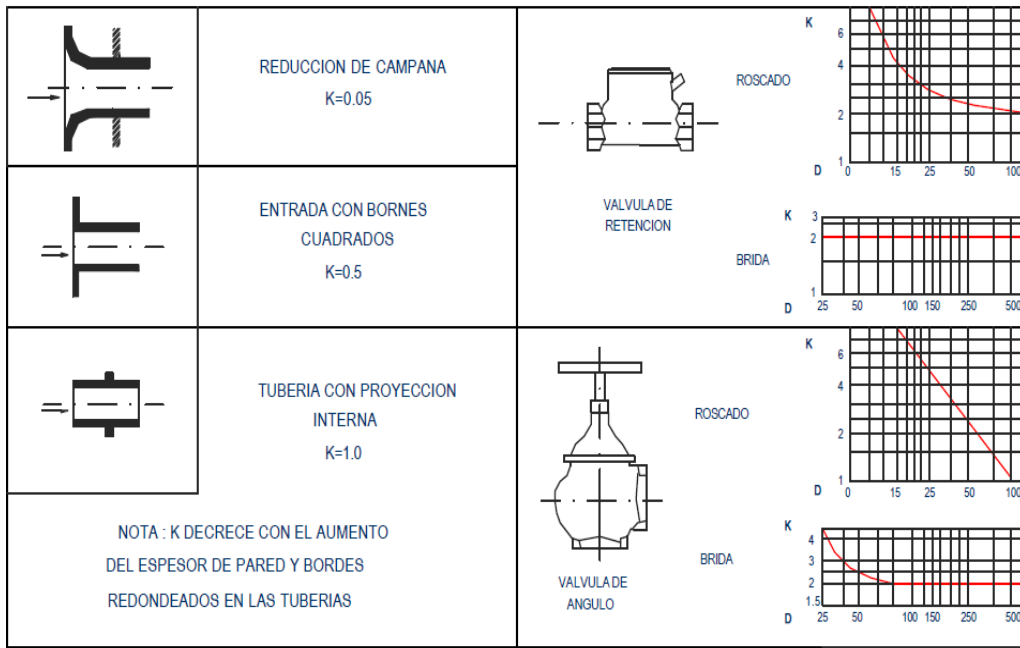 REDUCCION DE CAMPANA
K=0.05
ENTRADA CON BORNES
CUADRADOS
K=0.5
TUBERIA CON PROYECCION
INTERNA
K=1.0
NOTA : K DECRECE CON EL AUMENTO
DEL ESPESOR DE PARED Y BORDES
REDONDEADOS EN LAS TUBERIAS
VALVULA DE
RETENCION
ROSCADO
K
6
4
2
1
D 0 15 25 50 100
BRIDA
K 3
2
1
D 25 50 100 150 250 500
VALVULA DE
ANGULO
ROSCADO
K
6
4
2
1
D 0 15 25 50 100
BRIDA
K
4
3
2
1.5
D 25 50 100 150 250 500